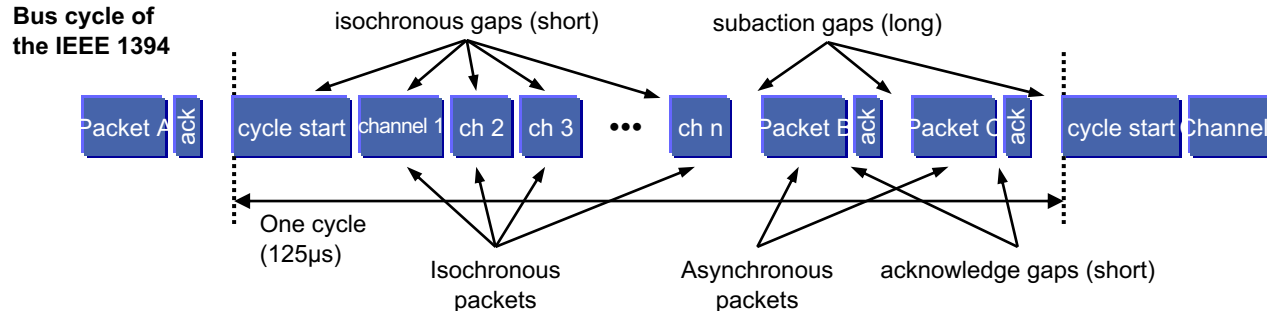 Bus cycle of
the IEEE 1394
isochronous gaps (short)
subaction gaps (long)
Packet A
ack
cycle start
channel 1
ch 2
ch 3
•••
ch n
Packet B
ack
Packet C
ack
cycle start
Channel
One cycle
(125µs)
Isochronous
packets
Asynchronous
packets
acknowledge gaps (short)